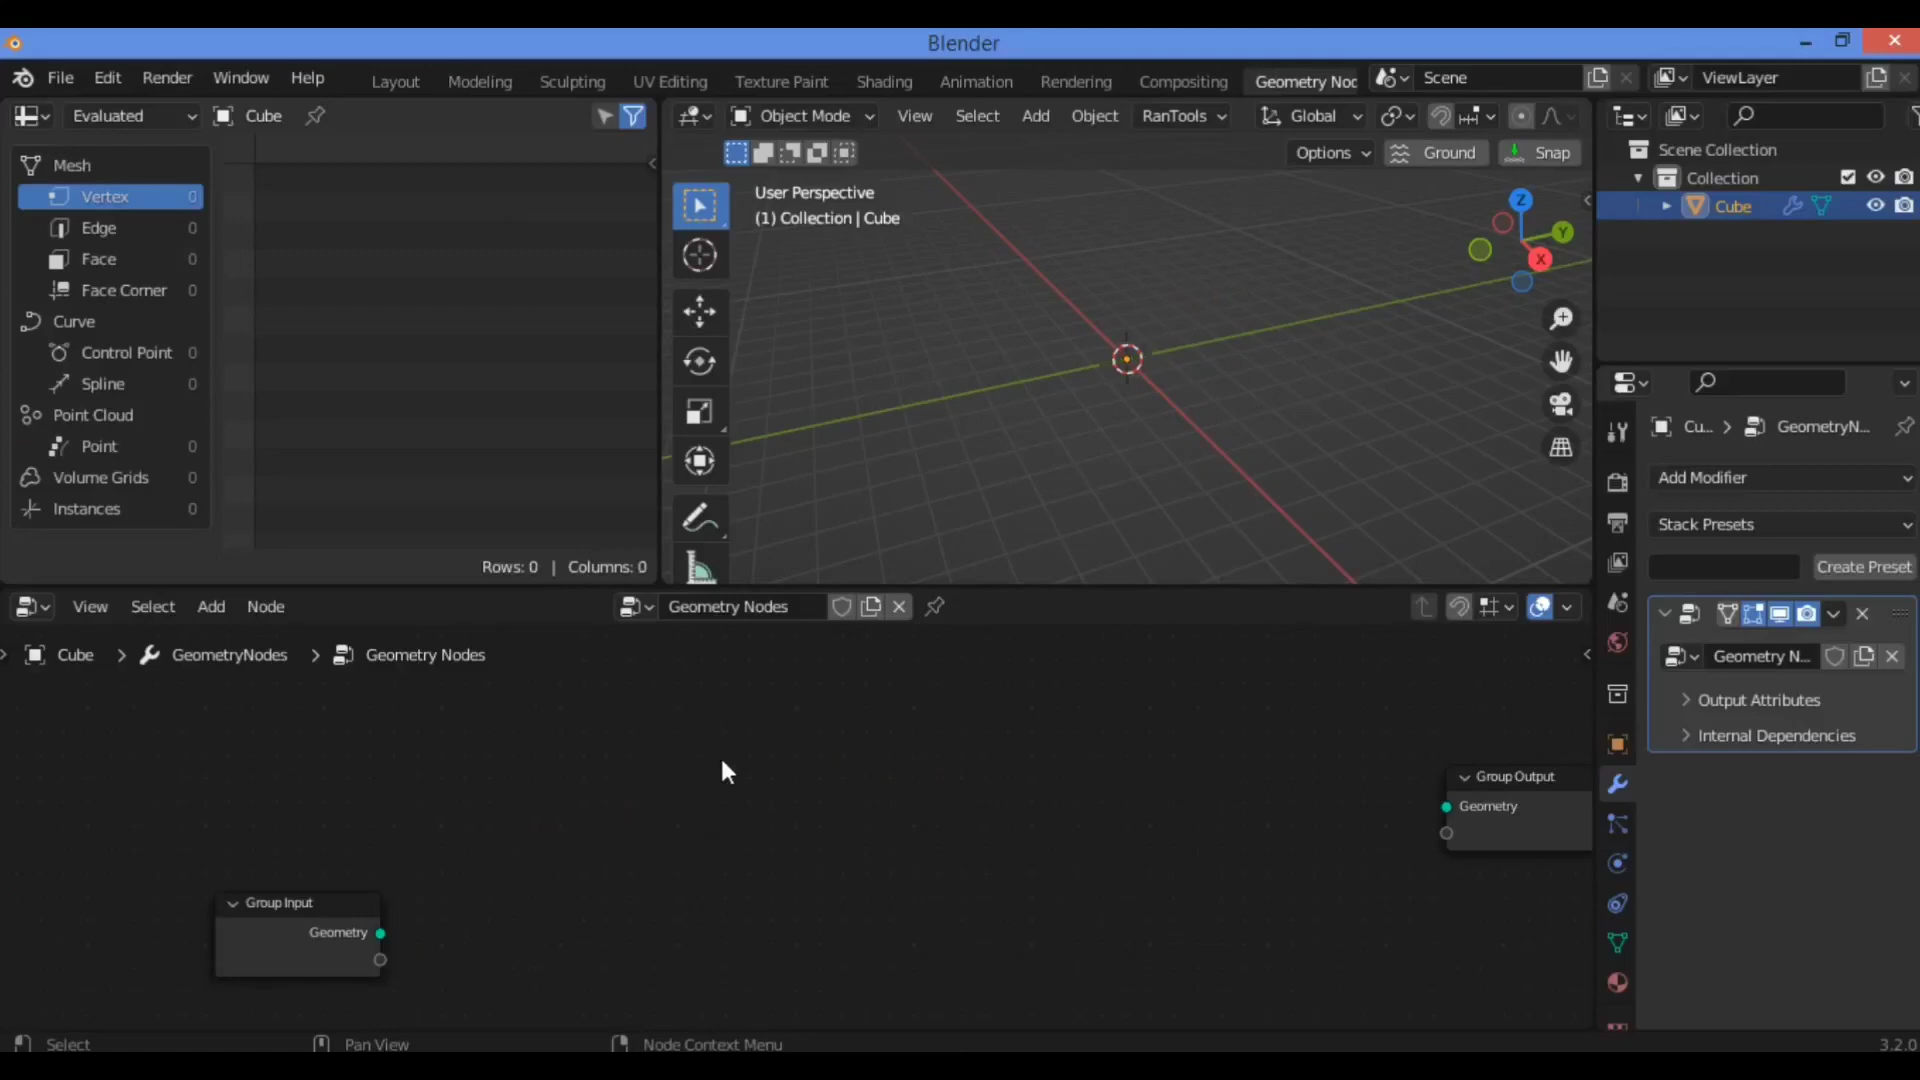 Blender
File Edit Render Window Help Layout Modeling Sculpting UV Editing Texture Paint Shading Animation Rendering Compositing Geometry Noc Scene ViewLayer
Evaluated Cube
Object Mode View Select Add Object RanTools Global
Options Ground Snap
Mesh
Vertex 0
Edge 0
Face 0
Face Corner 0
Curve
Control Point 0
Spline 0
Point Cloud
Point 0
Volume Grids 0
Instances 0
Rows: 0 | Columns: 0
User Perspective
(1) Collection | Cube
Z
Y
X
Scene Collection
Collection
Cube
Cu... GeometryN...
Add Modifier
Stack Presets
Create Preset
Geometry N...
Output Attributes
Internal Dependencies
View Select Add Node Geometry Nodes
Cube GeometryNodes Geometry Nodes
Group Input
Geometry
Group Output
Geometry
Select Pan View Node Context Menu 3.2.0